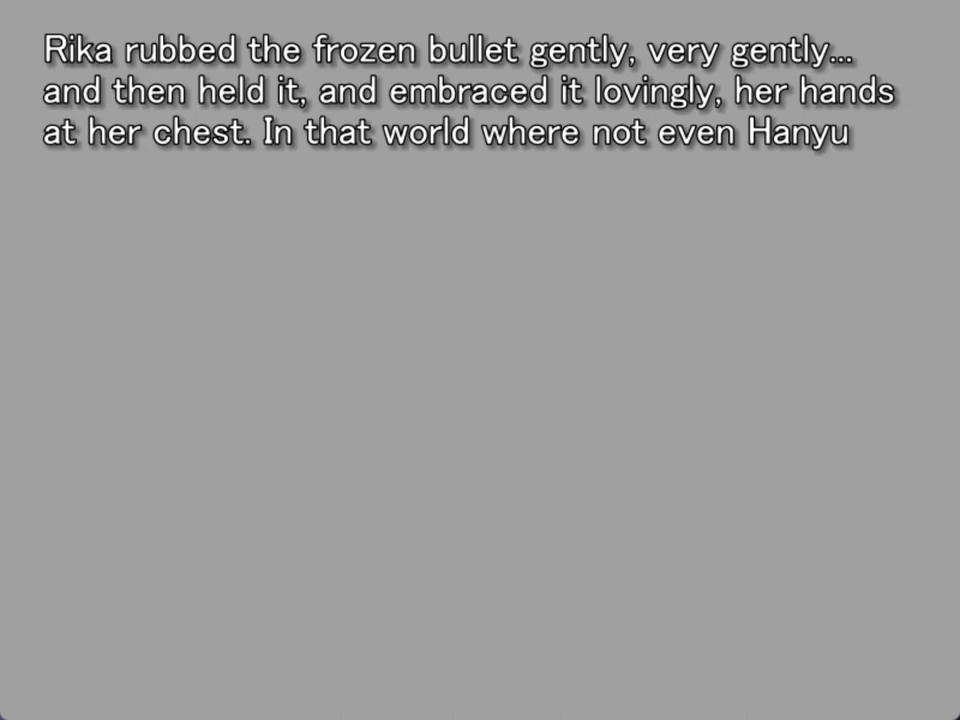 Rika rubbed the frozen bullet gently, very gently...
and then held it, and embraced it lovingly, her hands
at her chest. In that world where not even Hanyu